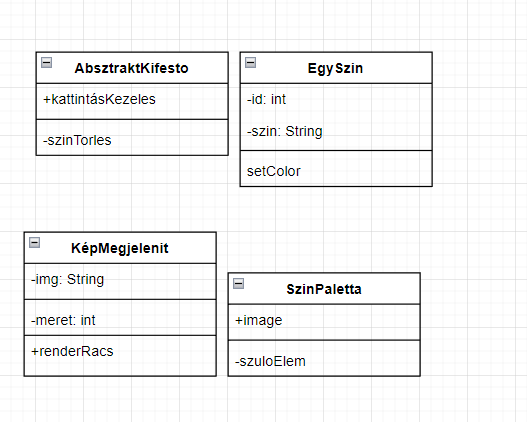 AbsztraktKifesto
+kattintásKezeles
-szinTorles
EgySzin
-id: int
-szin: String
setColor
KépMegjelenit
-img: String
-meret: int
+renderRacs
SzinPaletta
+image
-szuloElem